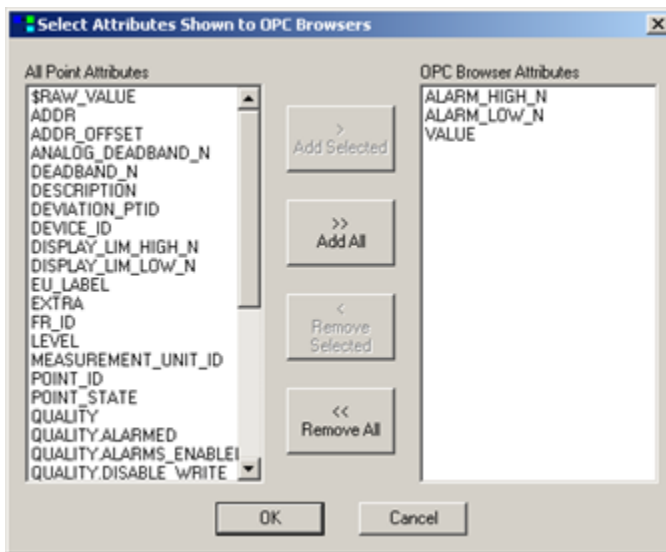 Select Attributes Shown to OPC Browsers
All Point Attributes
$RAW_VALUE
ADDR
ADDR_OFFSET
ANALOG_DEADBAND_N
DEADBAND_N
DESCRIPTION
DEVIATION_PTID
DEVICE_ID
DISPLAY_LIM_HIGH_N
DISPLAY_LIM_LOW_N
EU_LABEL
EXTRA
FR_ID
LEVEL
MEASUREMENT_UNIT_ID
POINT_ID
POINT_STATE
QUALITY
QUALITY.ALARMED
QUALITY.ALARMS_ENABLE
QUALITY.DISABLE_WRITE
>
Add Selected
>>
Add All
<
Remove
Selected
<<
Remove All
OPC Browser Attributes
ALARM_HIGH_N
ALARM_LOW_N
VALUE
OK
Cancel